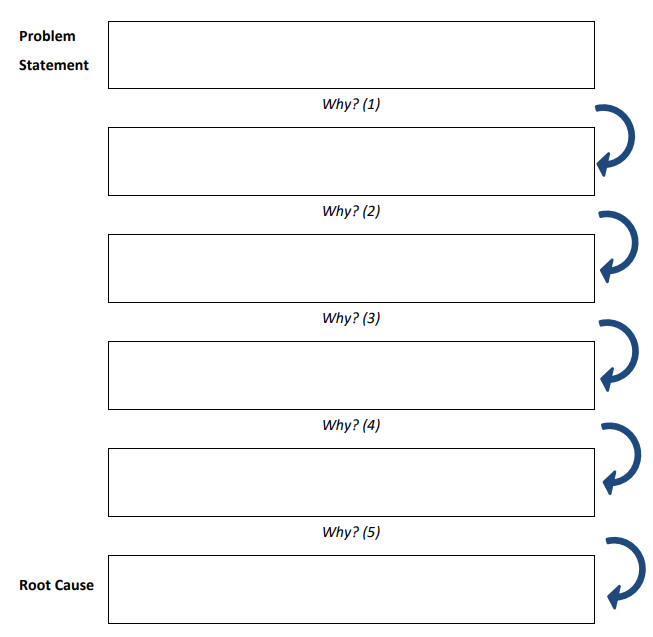 Problem
Statement
Why? (1)
Why? (2)
Why? (3)
Why? (4)
Why? (5)
Root Cause